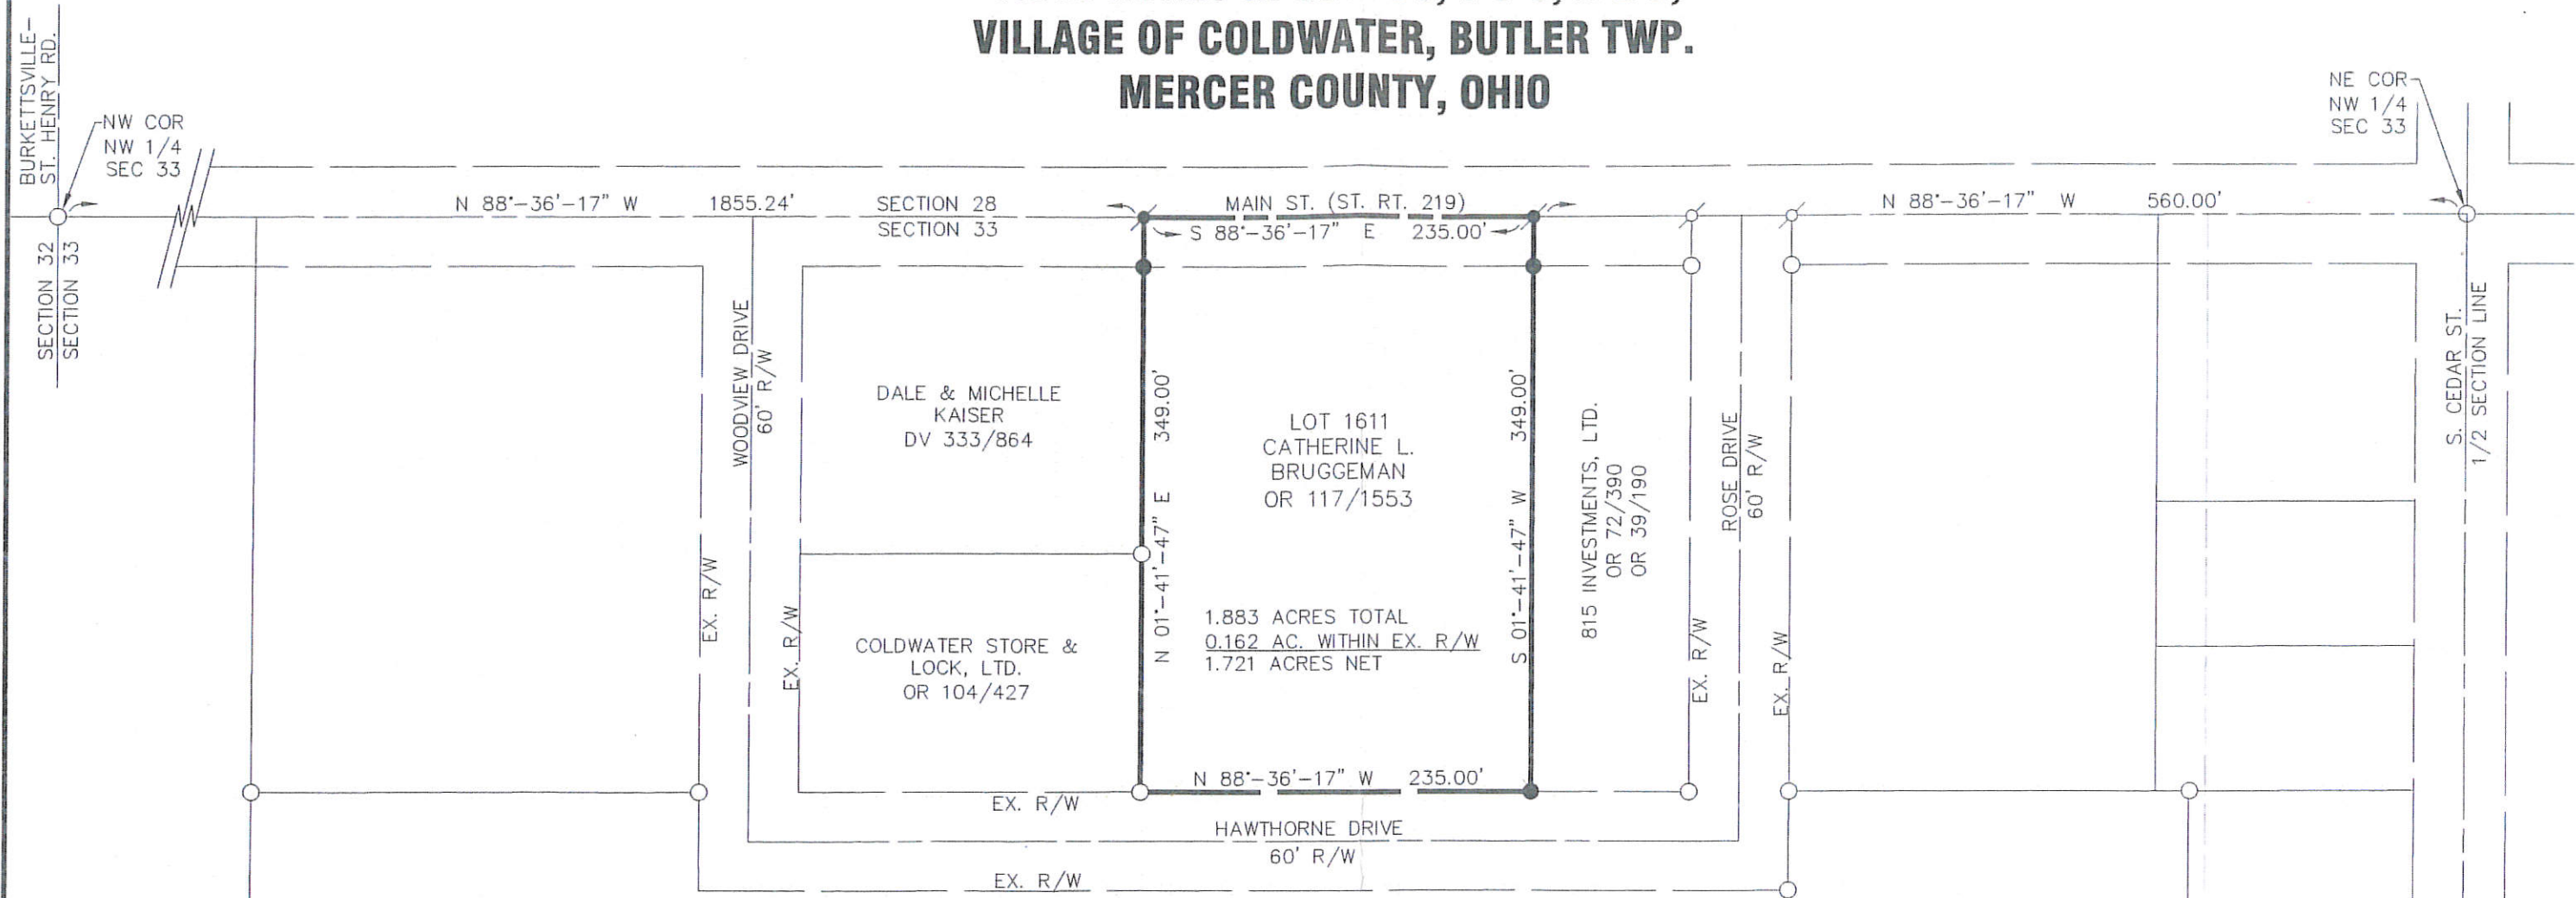 VILLAGE OF COLDWATER, BUTLER TWP.
MERCER COUNTY, OHIO
BURKETTSVILLE-
ST. HENRY RD.
NW COR
NW 1/4
SEC 33
NE COR
NW 1/4
SEC 33
N 88°-36'-17" W 1855.24'
SECTION 28
SECTION 33
MAIN ST. (ST. RT. 219)
S 88°-36'-17" E 235.00'
N 88°-36'-17" W 560.00'
SECTION 32
SECTION 33
WOODVIEW DRIVE
60' R/W
DALE & MICHELLE
KAISER
DV 333/864
N 01°-41'-47" E 349.00'
LOT 1611
CATHERINE L.
BRUGGEMAN
OR 117/1553
S 01°-41'-47" W 349.00'
815 INVESTMENTS, LTD.
OR 72/390
OR 39/190
ROSE DRIVE
60' R/W
S. CEDAR ST.
1/2 SECTION LINE
EX. R/W
EX. R/W
COLDWATER STORE &
LOCK, LTD.
OR 104/427
1.883 ACRES TOTAL
0.162 AC. WITHIN EX. R/W
1.721 ACRES NET
EX. R/W
EX. R/W
N 88°-36'-17" W 235.00'
EX. R/W
HAWTHORNE DRIVE
60' R/W
EX. R/W